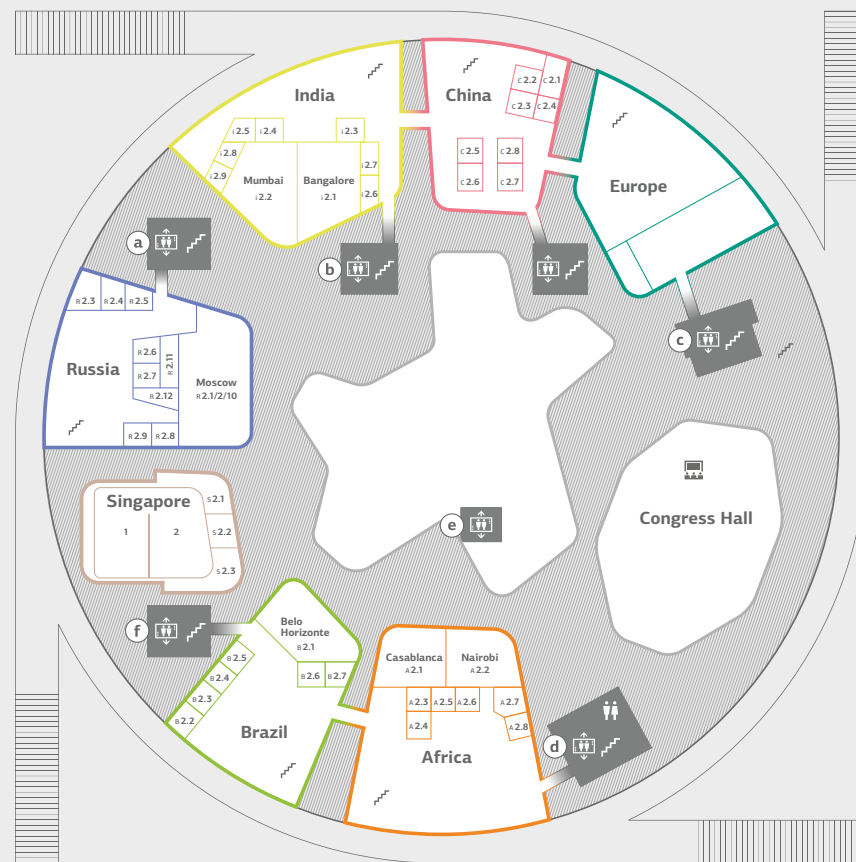 India
i 2.5
i 2.4
i 2.3
i 2.8
i 2.9
i 2.7
i 2.6
Mumbai
i 2.2
Bangalore
i 2.1
China
C 2.2
C 2.1
C 2.3
C 2.4
C 2.5
C 2.8
C 2.6
C 2.7
Europe
a
b
c
R 2.3
R 2.4
R 2.5
Russia
R 2.6
R 2.7
R 2.11
R 2.12
R 2.9
R 2.8
Moscow
R 2.1/2/10
Singapore
1
2
S 2.1
S 2.2
S 2.3
e
Congress Hall
f
Belo
Horizonte
B 2.1
B 2.5
B 2.4
B 2.3
B 2.2
B 2.6
B 2.7
Brazil
Casablanca
A 2.1
Nairobi
A 2.2
A 2.3
A 2.5
A 2.6
A 2.7
A 2.4
A 2.8
Africa
d